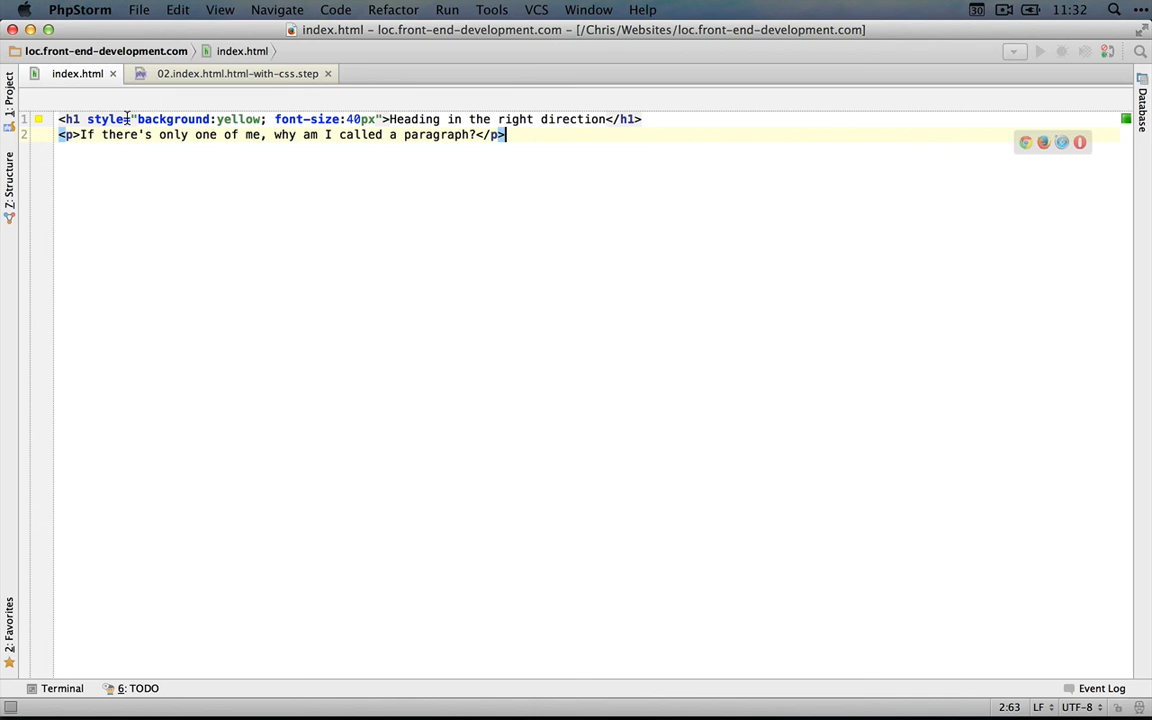 PhpStorm File Edit View Navigate Code Refactor Run Tools VCS Window Help 30 11:32
index.html – loc.front-end-development.com – [/Chris/Websites/loc.front-end-development.com]
loc.front-end-development.com index.html
index.html 02.index.html.html-with-css.step
1: Project
Z: Structure
2: Favorites
Database
1 <h1 style="background:yellow; font-size:40px">Heading in the right direction</h1>
2 <p>If there's only one of me, why am I called a paragraph?</p>
Terminal 6: TODO Event Log
2:63 LF UTF-8